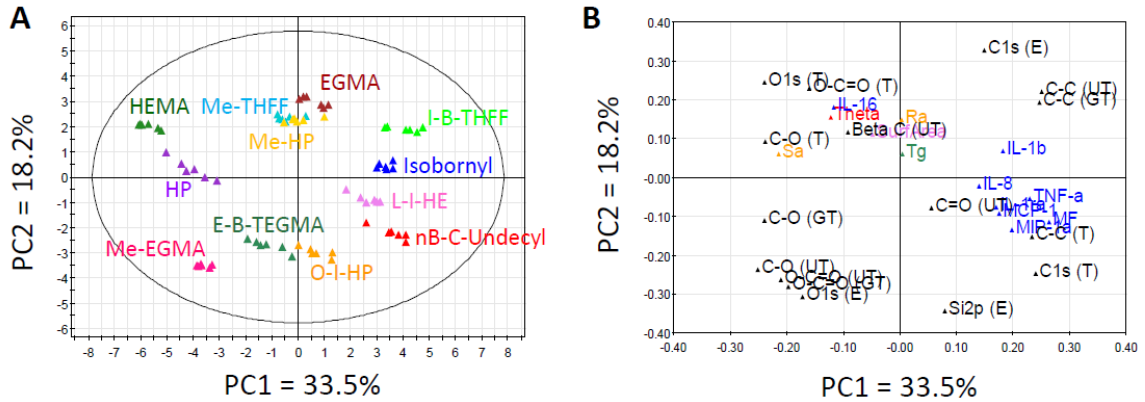 A
PC2 = 18.2%
6
5
4
3
2
1
0
-1
-2
-3
-4
-5
-6
EGMA
HEMA
Me-THFF
I-B-THFF
Me-HP
Isobornyl
HP
L-I-HE
E-B-TEGMA
nB-C-Undecyl
Me-EGMA
O-I-HP
-8 -7 -6 -5 -4 -3 -2 -1 0 1 2 3 4 5 6 7 8
PC1 = 33.5%
B
PC2 = 18.2%
0.40
0.30
0.20
0.10
-0.00
-0.10
-0.20
-0.30
-0.40
C1s (E)
O1s (T)
O-C=O (T)
C-C (UT)
C-C (GT)
IL-16
Theta
Ra
Beta C (UT)
C-O (T)
Sa
Tg
IL-1b
IL-8
TNF-a
C=O (UT)
MCP-1
MF
MIP-1a
C-O (GT)
C-C (T)
C-O (UT)
O-C=O (UT)
O-C=O (GT)
C1s (T)
O1s (E)
Si2p (E)
-0.40 -0.30 -0.20 -0.10 -0.00 0.10 0.20 0.30 0.40
PC1 = 33.5%